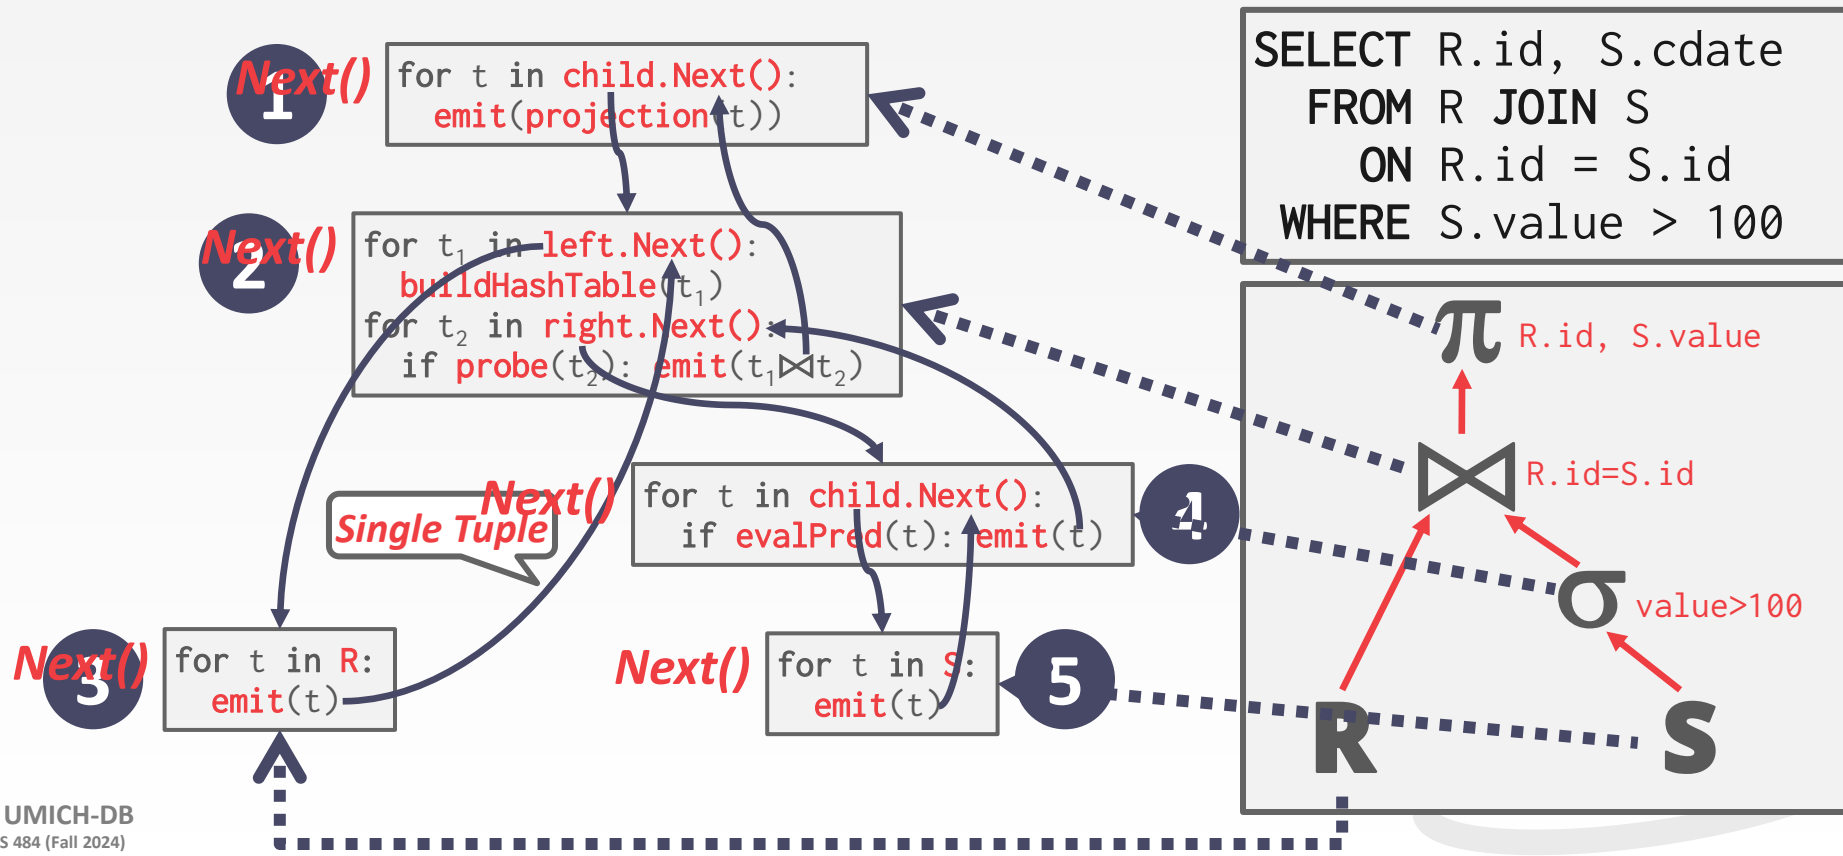 Next()
1
for t in child.Next():
emit(projection(t))
SELECT R.id, S.cdate
FROM R JOIN S
ON R.id = S.id
WHERE S.value > 100
Next()
2
for t1 in left.Next():
buildHashTable(t1)
for t2 in right.Next():
if probe(t2): emit(t1⋈t2)
π R.id, S.value
⋈ R.id=S.id
Next()
for t in child.Next():
if evalPred(t): emit(t)
4
Single Tuple
σ value>100
Next()
3
for t in R:
emit(t)
Next()
for t in S:
emit(t)
5
R
S
UMICH-DB
S 484 (Fall 2024)